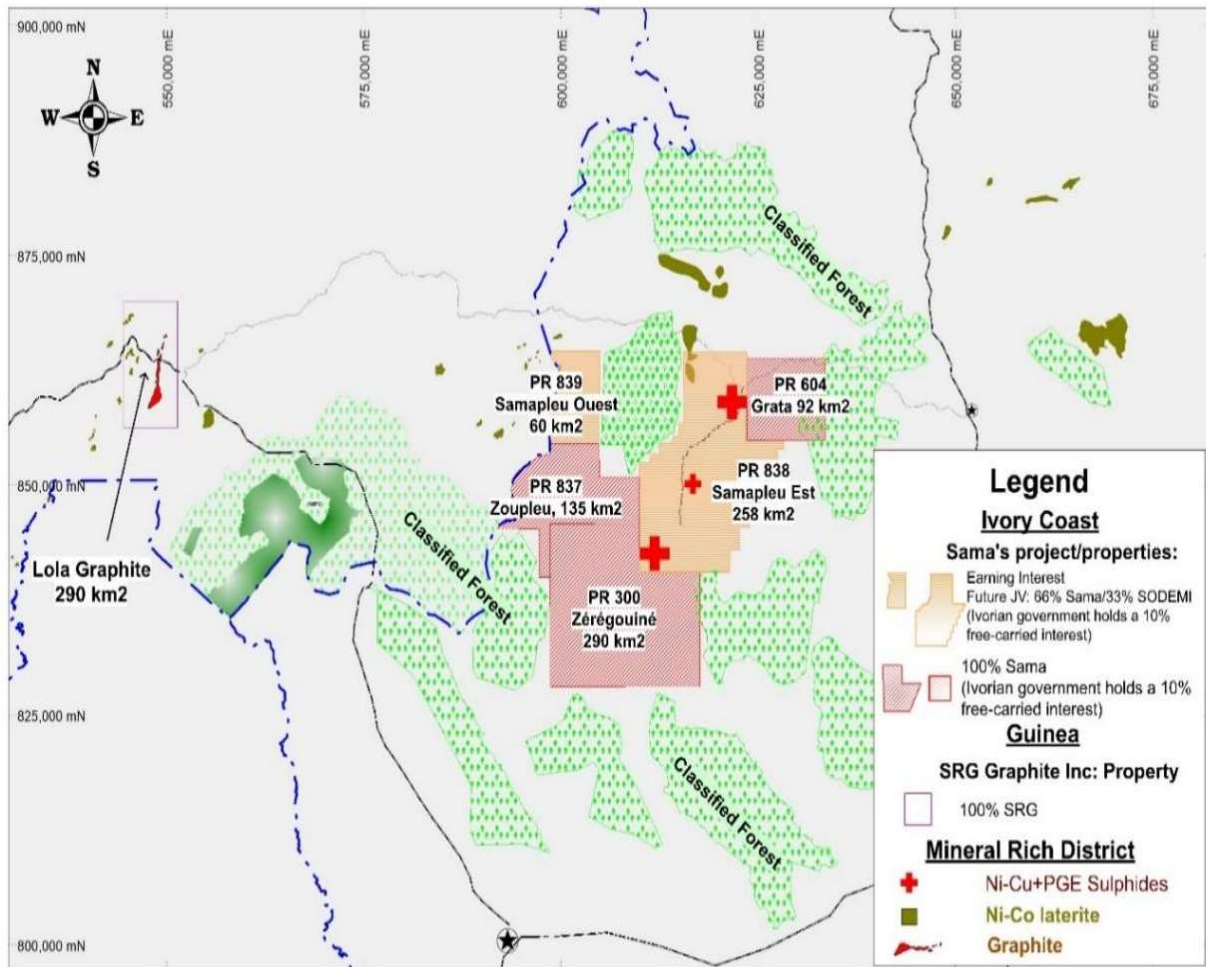 900,000 mN
550,000 mE
575,000 mE
600,000 mE
625,000 mE
650,000 mE
675,000 mE
N
W E
S
Classified Forest
875,000 mN
PR 839
Samapleu Ouest
60 km2
PR 604
Grata 92 km2
850,000 mN
PR 837
Zoupleu, 135 km2
PR 838
Samapleu Est
258 km2
Classified Forest
Lola Graphite
290 km2
PR 300
Zérégouiné
290 km2
825,000 mN
Classified Forest
800,000 mN
Legend
Ivory Coast
Sama's project/properties:
Earning Interest
Future JV: 66% Sama/33% SODEMI
(Ivorian government holds a 10%
free-carried interest)
100% Sama
(Ivorian government holds a 10%
free-carried interest)
Guinea
SRG Graphite Inc: Property
100% SRG
Mineral Rich District
Ni-Cu+PGE Sulphides
Ni-Co laterite
Graphite